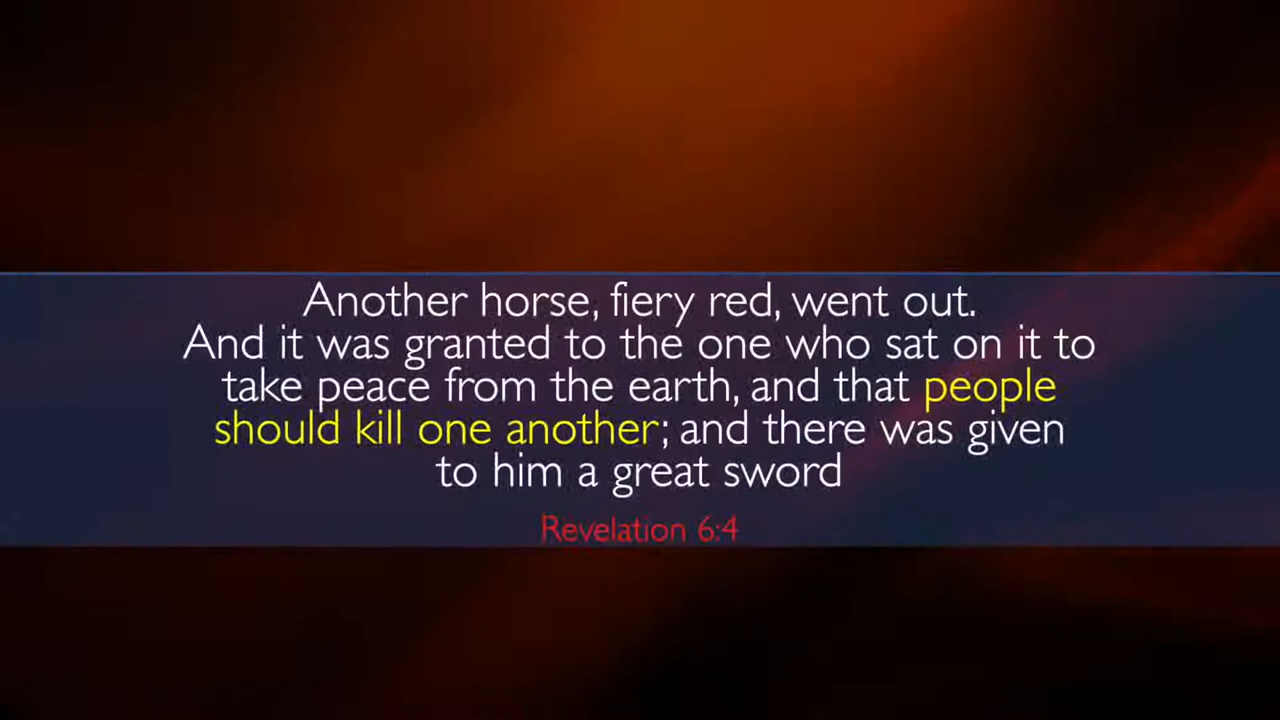 Another horse, fiery red, went out.
And it was granted to the one who sat on it to
take peace from the earth, and that people
should kill one another; and there was given
to him a great sword
Revelation 6:4